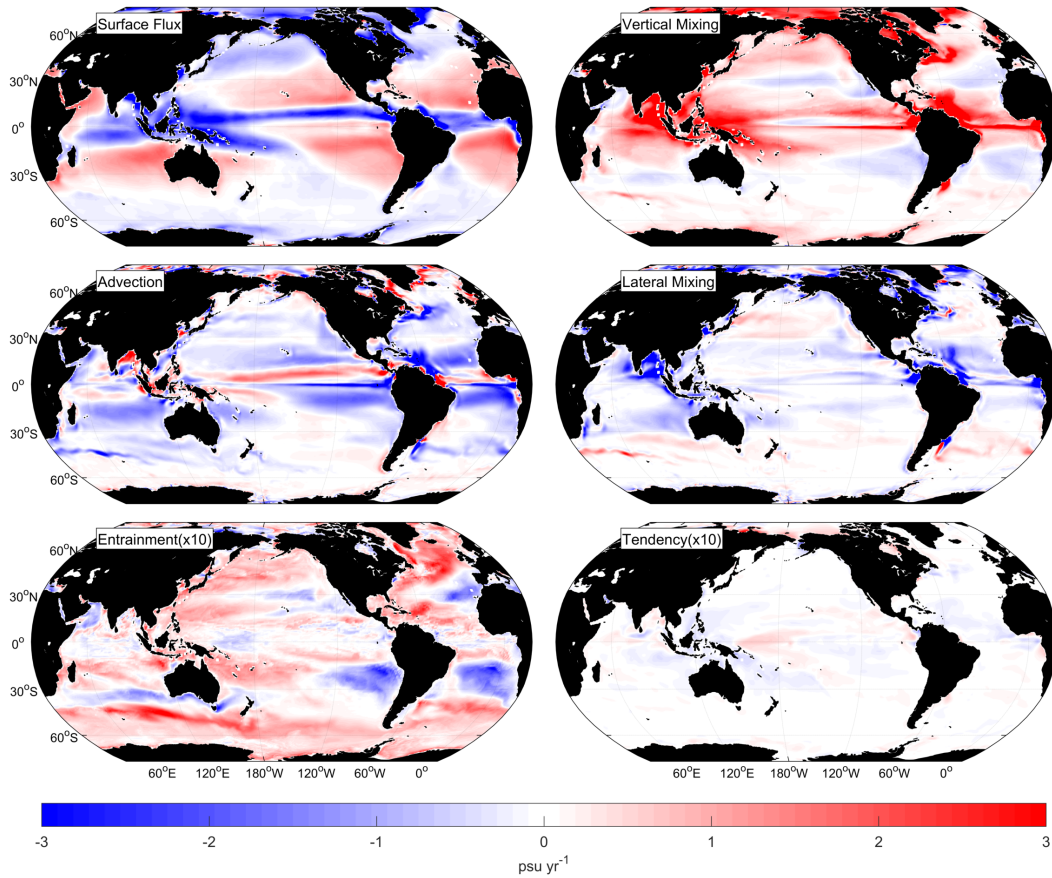 Surface Flux
Vertical Mixing
60°N
30°N
0°
30°S
60°S
Advection
Lateral Mixing
60°N
30°N
0°
30°S
60°S
Entrainment(x10)
Tendency(x10)
60°N
30°N
0°
30°S
60°S
60°E 120°E 180°W 120°W 60°W 0°
60°E 120°E 180°W 120°W 60°W 0°
-3 -2 -1 0 1 2 3
psu yr⁻¹